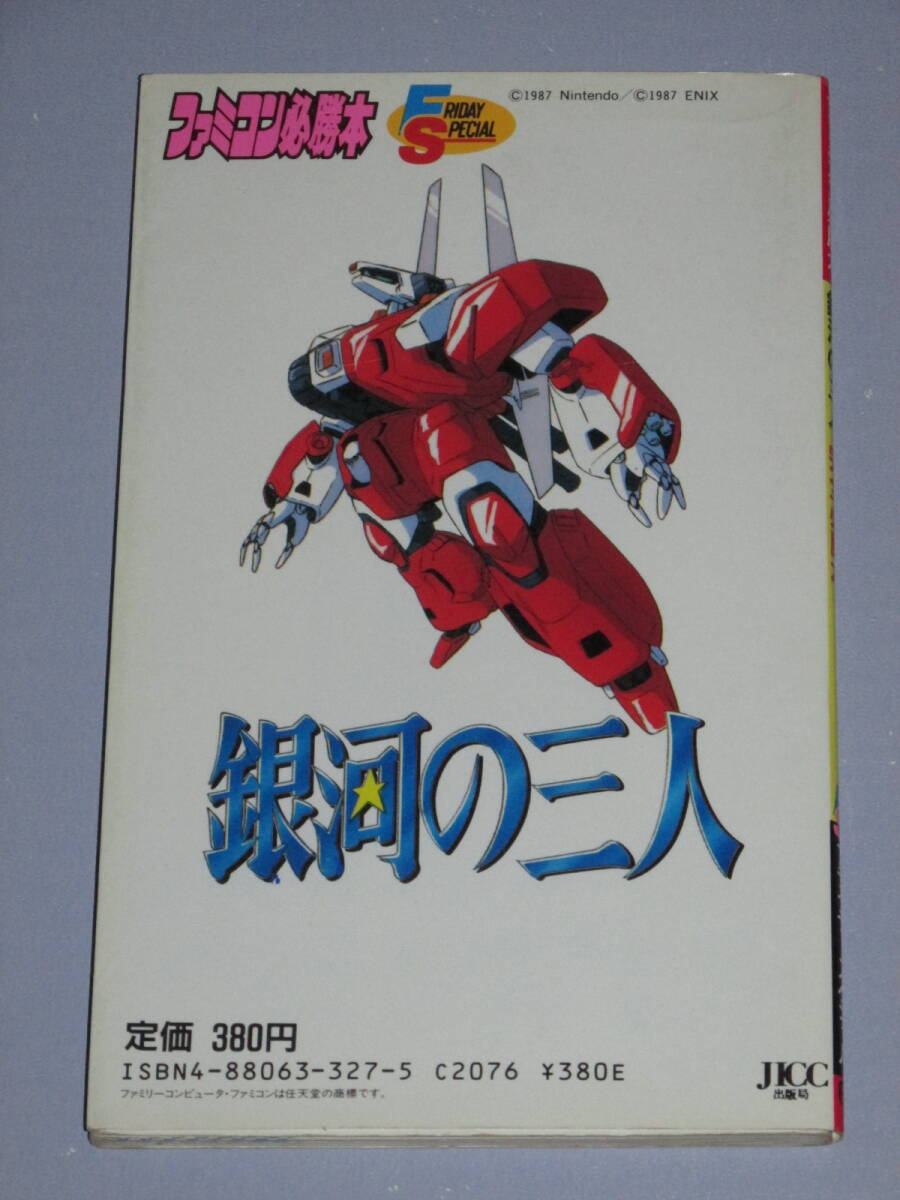 ファミコン必勝本
FRIDAY
SPECIAL
©1987 Nintendo／©1987 ENIX
銀河の三人
定価 380円
ISBN4-88063-327-5 C2076 ¥380E
ファミリーコンピュータ・ファミコンは任天堂の商標です。
JICC
出版局